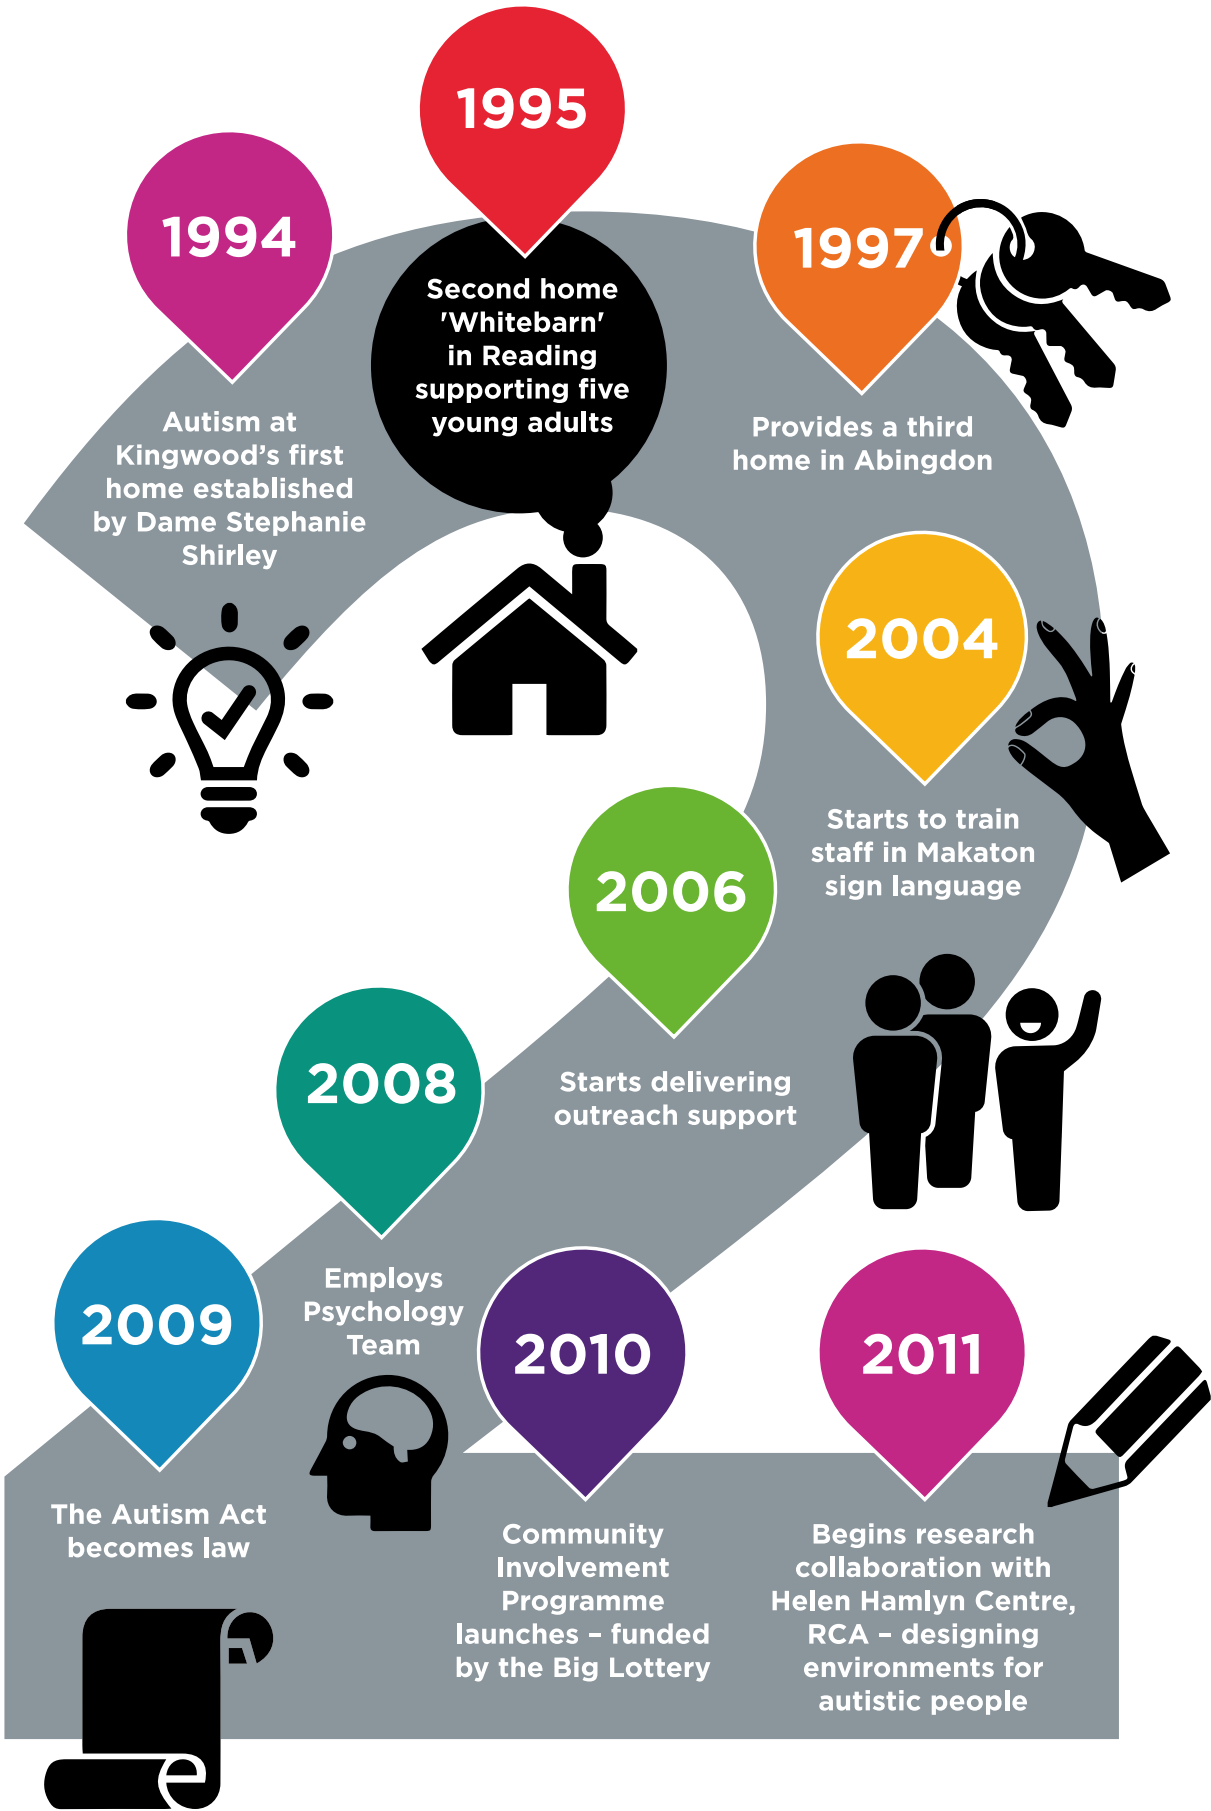 1994
Autism at
Kingwood’s first
home established
by Dame Stephanie
Shirley
1995
Second home
'Whitebarn'
in Reading
supporting five
young adults
1997
Provides a third
home in Abingdon
2004
Starts to train
staff in Makaton
sign language
2006
Starts delivering
outreach support
2008
Employs
Psychology
Team
2009
The Autism Act
becomes law
2010
Community
Involvement
Programme
launches – funded
by the Big Lottery
2011
Begins research
collaboration with
Helen Hamlyn Centre,
RCA – designing
environments for
autistic people